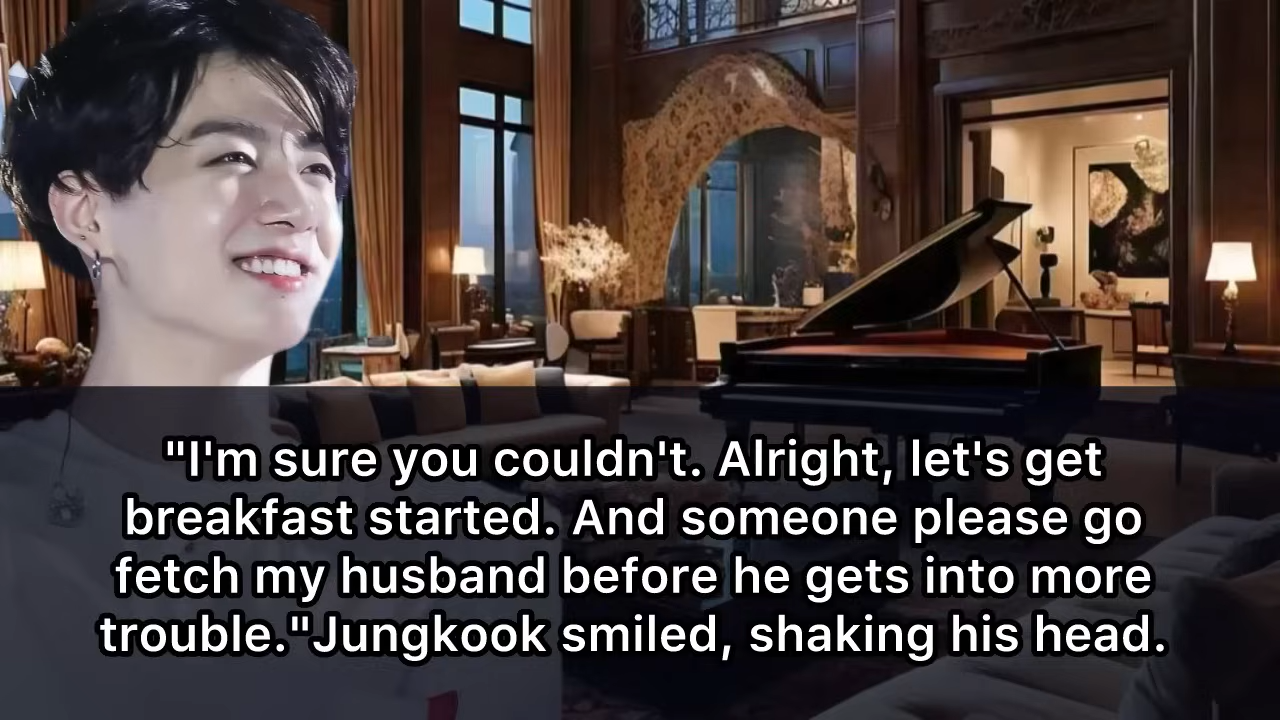 "I'm sure you couldn't. Alright, let's get
breakfast started. And someone please go
fetch my husband before he gets into more
trouble."Jungkook smiled, shaking his head.